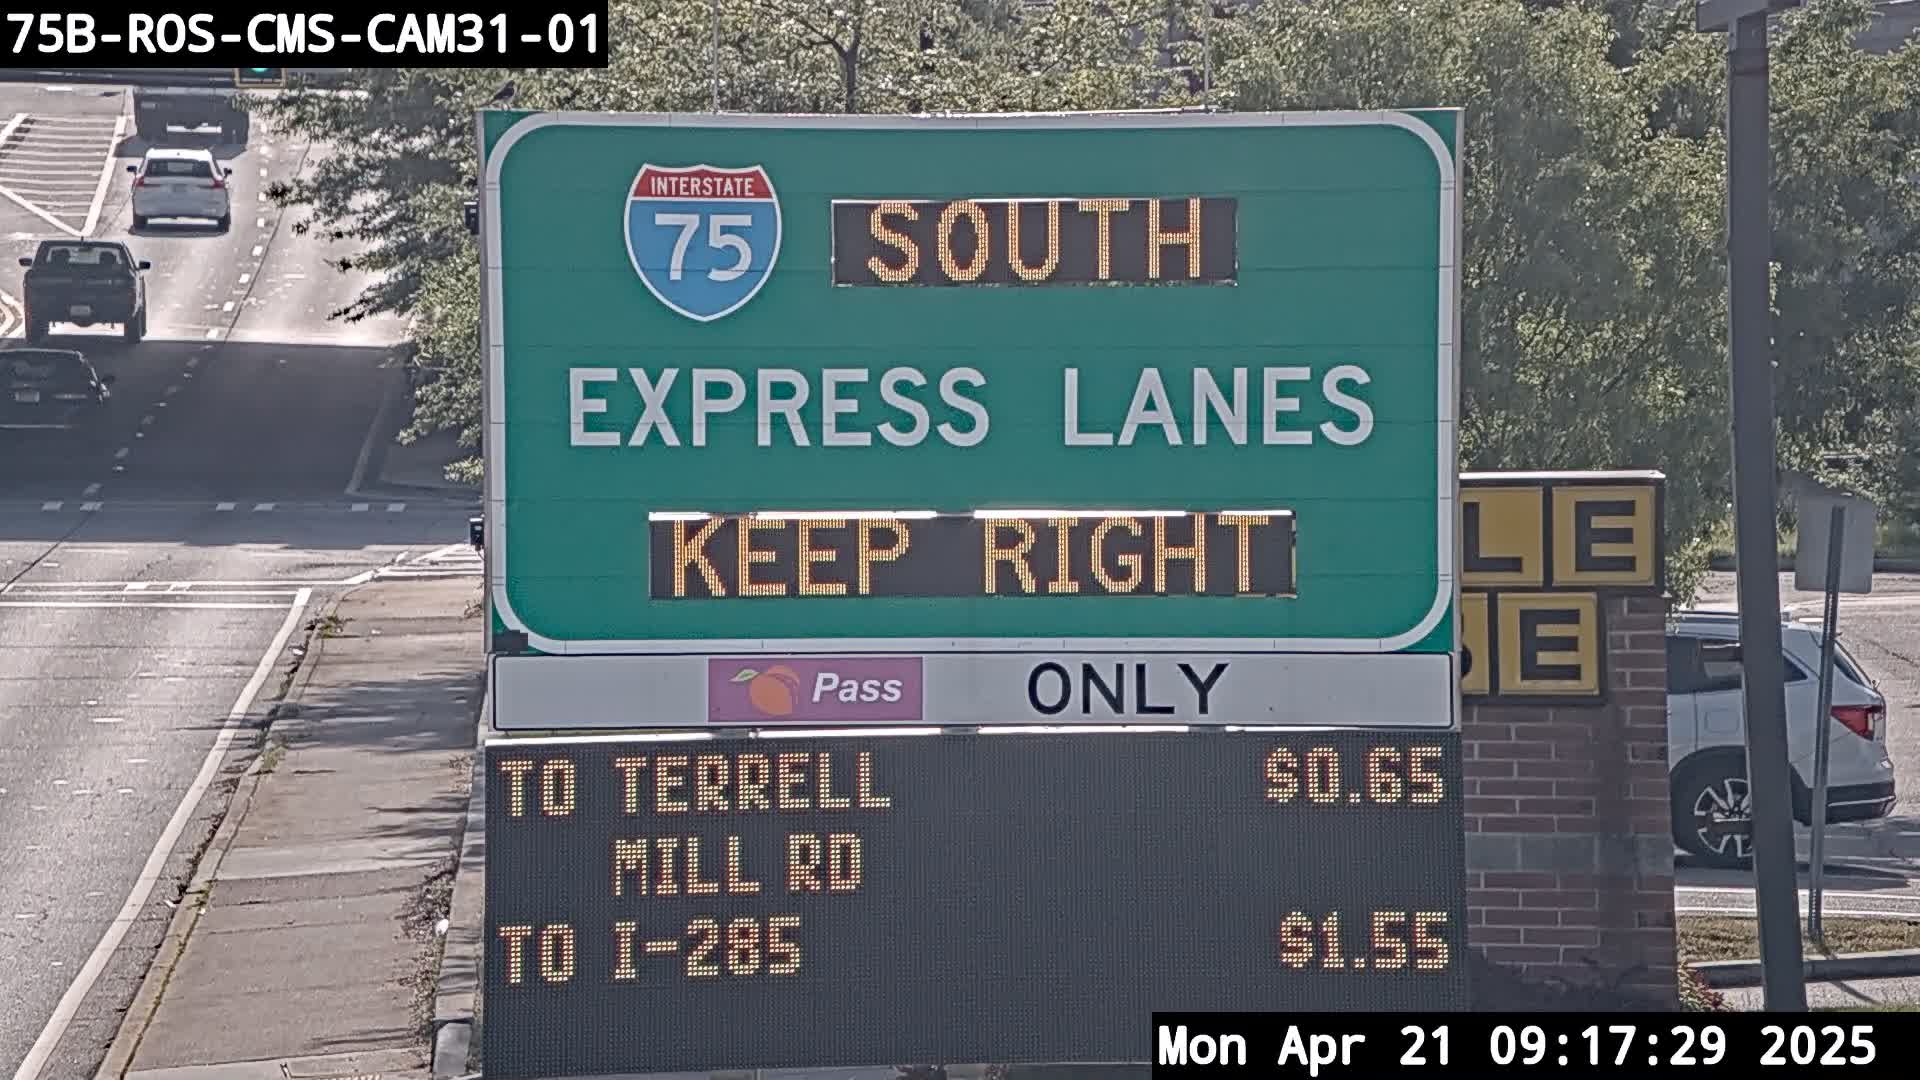 75B-ROS-CMS-CAM31-01
INTERSTATE
75
SOUTH
EXPRESS LANES
KEEP RIGHT
Pass ONLY
TO TERRELL $0.65
MILL RD
TO I-285 $1.55
LE
E
Mon Apr 21 09:17:29 2025